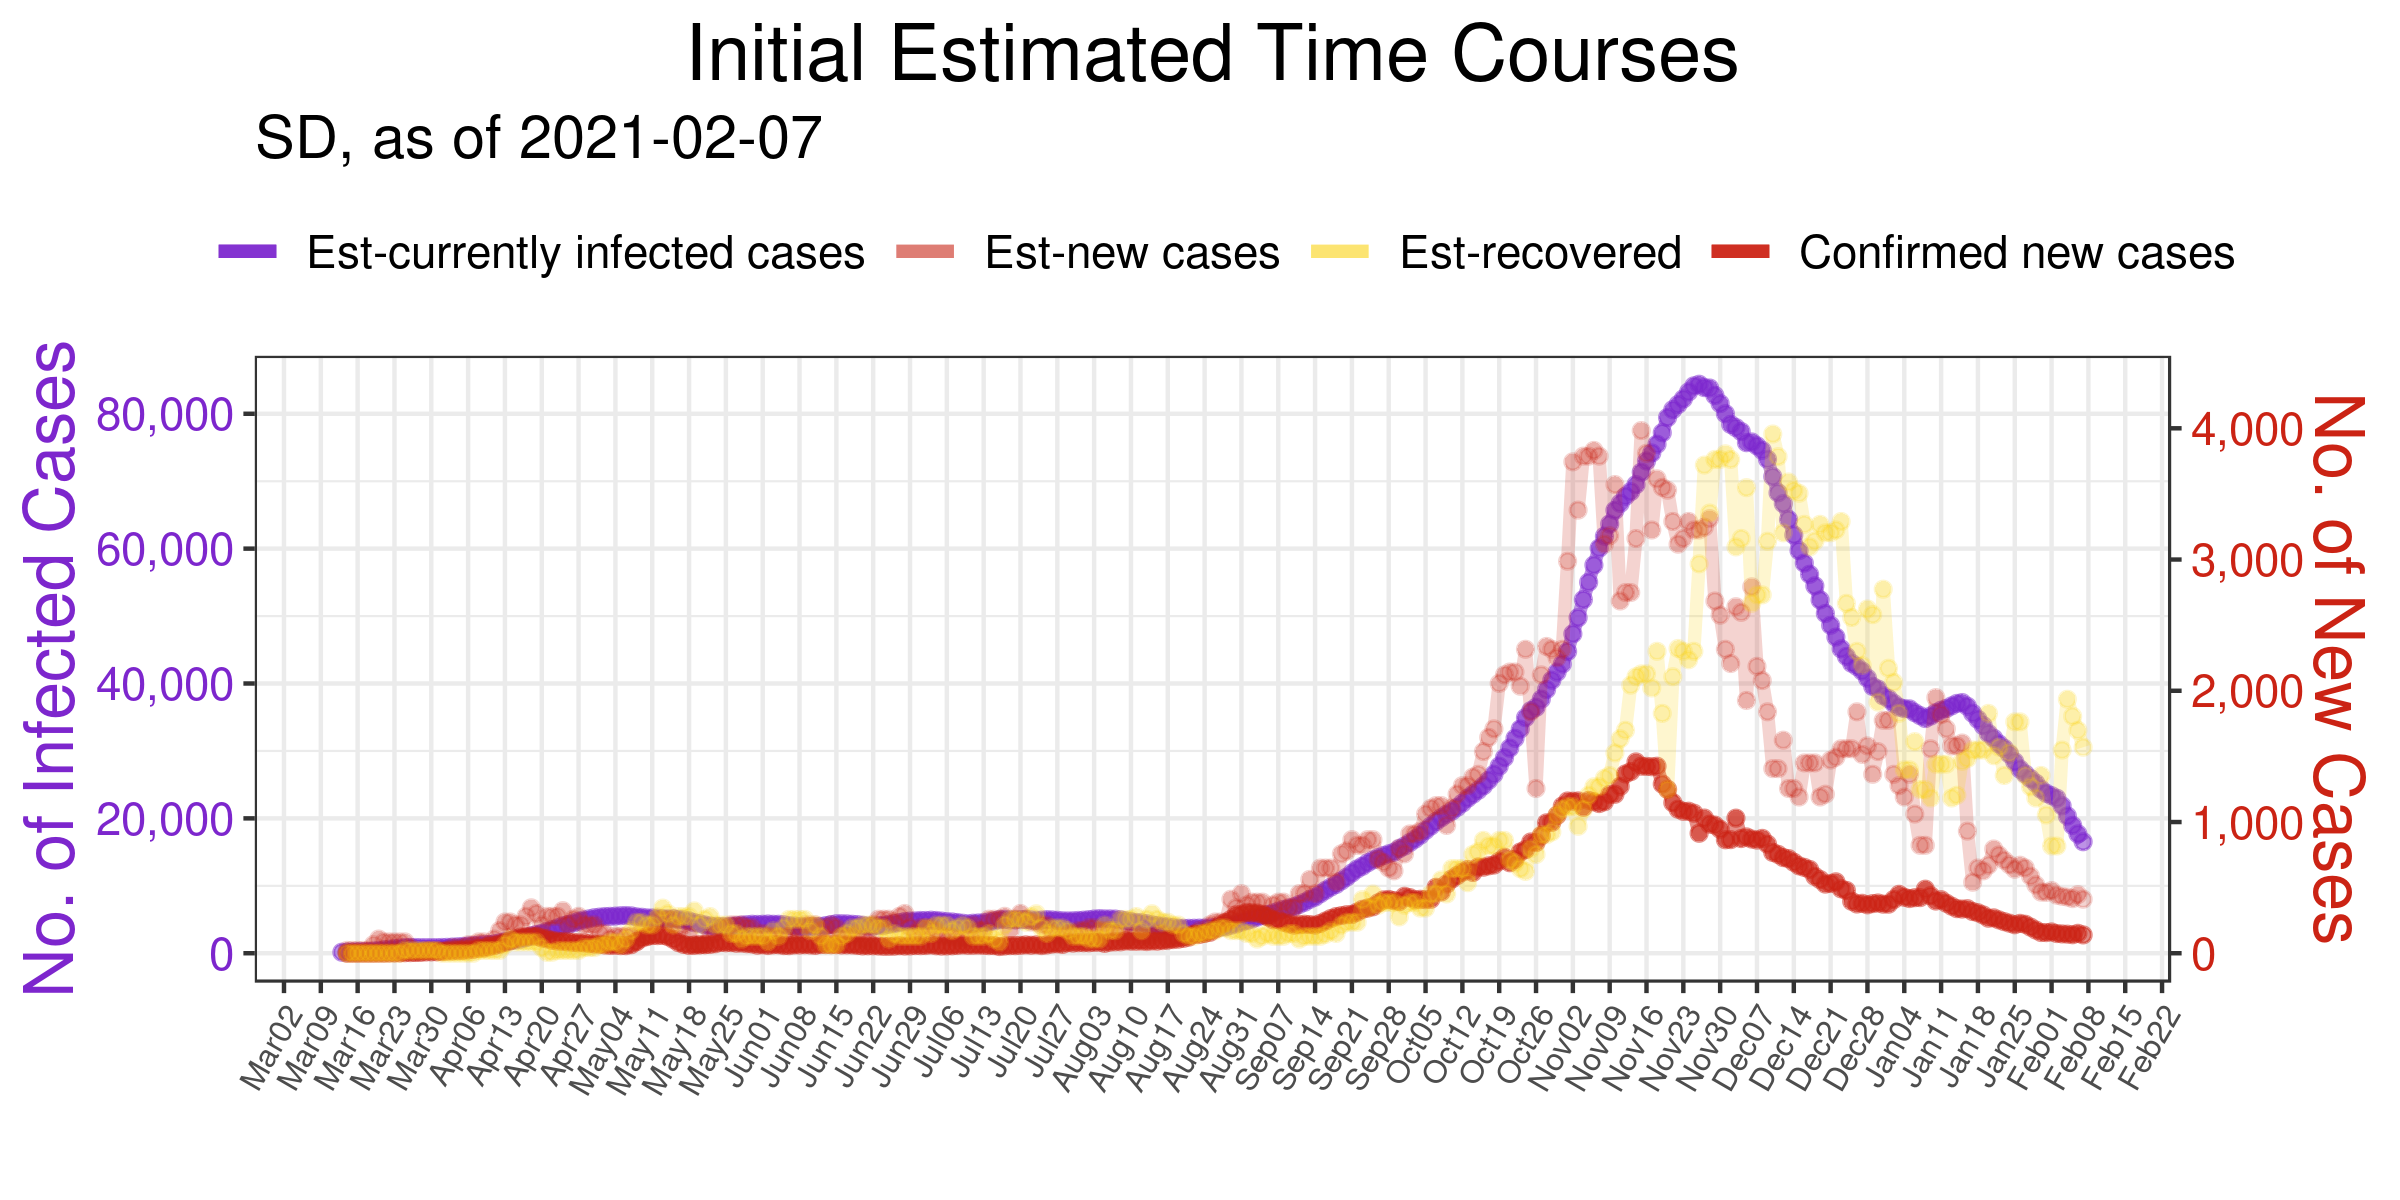 Initial Estimated Time Courses
SD, as of 2021-02-07
Est-currently infected cases
Est-new cases
Est-recovered
Confirmed new cases
No. of Infected Cases
80,000
60,000
40,000
20,000
0
4,000
3,000
2,000
1,000
0
No. of New Cases
Mar02
Mar09
Mar16
Mar23
Mar30
Apr06
Apr13
Apr20
Apr27
May04
May11
May18
May25
Jun01
Jun08
Jun15
Jun22
Jun29
Jul06
Jul13
Jul20
Jul27
Aug03
Aug10
Aug17
Aug24
Aug31
Sep07
Sep14
Sep21
Sep28
Oct05
Oct12
Oct19
Oct26
Nov02
Nov09
Nov16
Nov23
Nov30
Dec07
Dec14
Dec21
Dec28
Jan04
Jan11
Jan18
Jan25
Feb01
Feb08
Feb15
Feb22